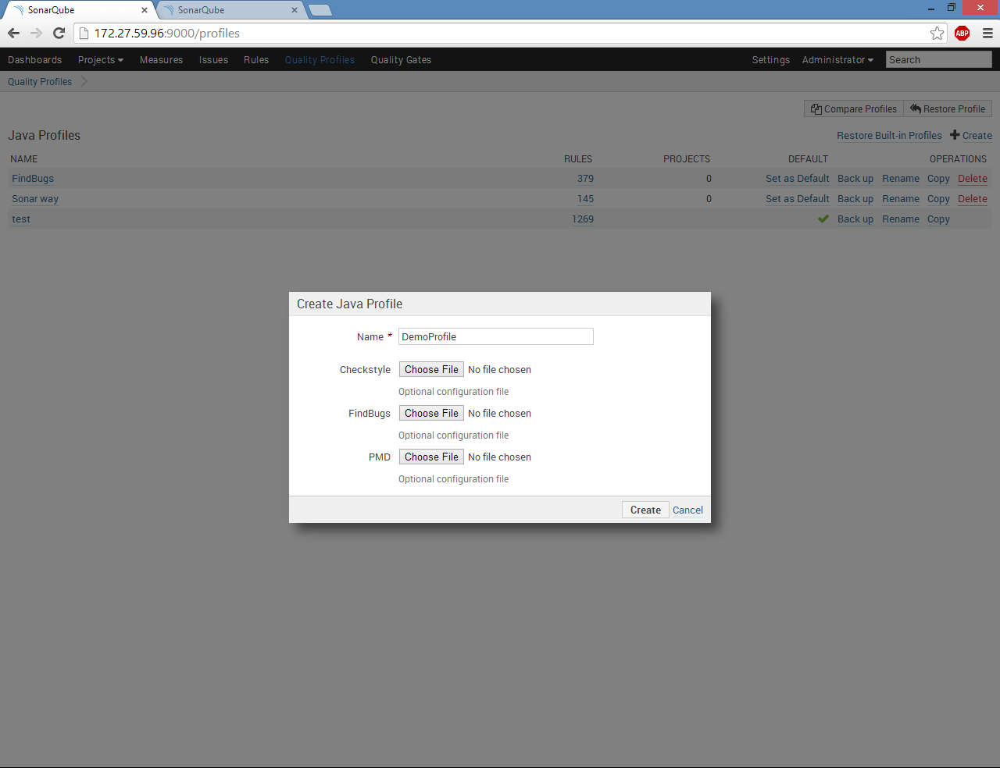 SonarQube SonarQube
172.27.59.96:9000/profiles ABP
Dashboards Projects Measures Issues Rules Quality Profiles Quality Gates Settings Administrator Search
Quality Profiles
Compare Profiles Restore Profile
Java Profiles Restore Built-in Profiles Create
NAME RULES PROJECTS DEFAULT OPERATIONS
FindBugs 379 0 Set as Default Back up Rename Copy Delete
Sonar way 145 0 Set as Default Back up Rename Copy Delete
test 1269 Back up Rename Copy
Create Java Profile
Name * DemoProfile
Checkstyle Choose File No file chosen
Optional configuration file
FindBugs Choose File No file chosen
Optional configuration file
PMD Choose File No file chosen
Optional configuration file
Create Cancel